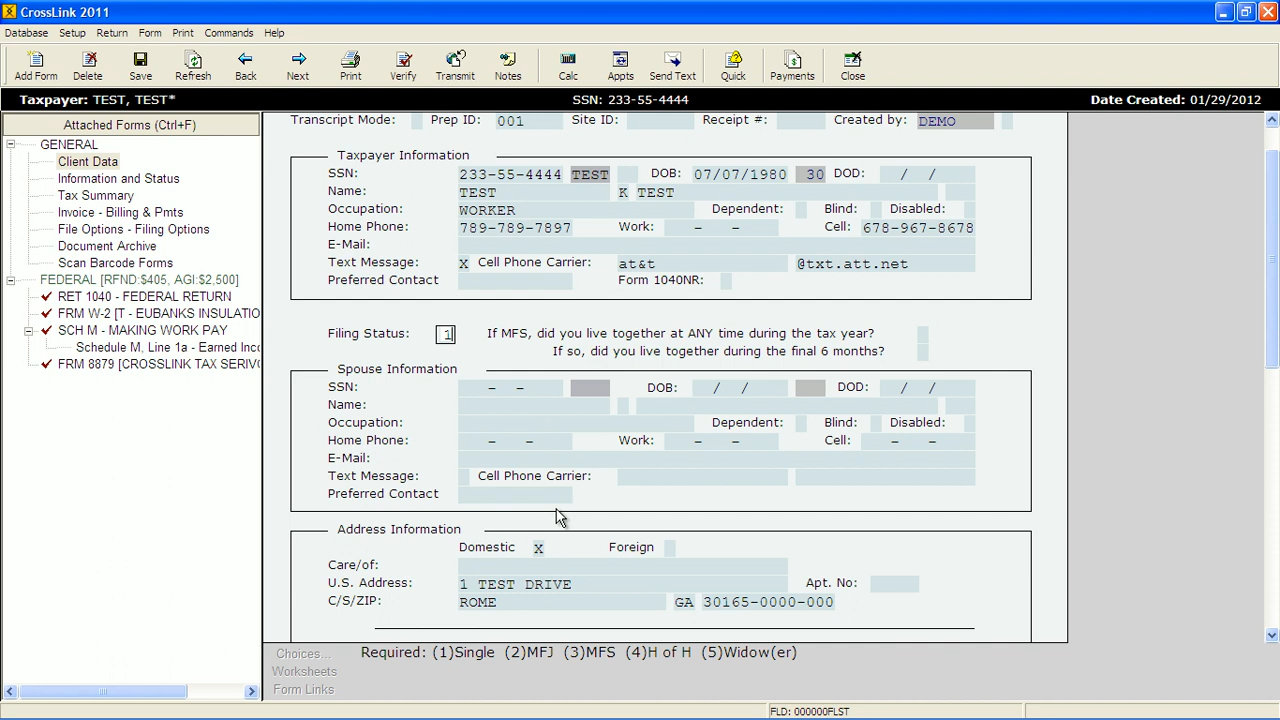 CrossLink 2011
Database Setup Return Form Print Commands Help
Add Form Delete Save Refresh Back Next Print Verify Transmit Notes Calc Appts Send Text Quick Payments Close
Taxpayer: TEST, TEST* SSN: 233-55-4444 Date Created: 01/29/2012
Attached Forms (Ctrl+F)
GENERAL
Client Data
Information and Status
Tax Summary
Invoice - Billing & Pmts
File Options - Filing Options
Document Archive
Scan Barcode Forms
FEDERAL [RFND:$405, AGI:$2,500]
RET 1040 - FEDERAL RETURN
FRM W-2 [T - EUBANKS INSULATIO
SCH M - MAKING WORK PAY
Schedule M, Line 1a - Earned Inco
FRM 8879 [CROSSLINK TAX SERIVC
Transcript Mode: Prep ID: 001 Site ID: Receipt #: Created by: DEMO
Taxpayer Information
SSN: 233-55-4444 TEST DOB: 07/07/1980 30 DOD: / /
Name: TEST K TEST
Occupation: WORKER Dependent: Blind: Disabled:
Home Phone: 789-789-7897 Work: - - Cell: 678-967-8678
E-Mail:
Text Message: X Cell Phone Carrier: at&t @txt.att.net
Preferred Contact Form 1040NR:
Filing Status: 1 If MFS, did you live together at ANY time during the tax year?
If so, did you live together during the final 6 months?
Spouse Information
SSN: - - DOB: / / DOD: / /
Name:
Occupation: Dependent: Blind: Disabled:
Home Phone: - - Work: - - Cell: - -
E-Mail:
Text Message: Cell Phone Carrier:
Preferred Contact
Address Information
Domestic X Foreign
Care/of:
U.S. Address: 1 TEST DRIVE Apt. No:
C/S/ZIP: ROME GA 30165-0000-000
Choices... Required: (1)Single (2)MFJ (3)MFS (4)H of H (5)Widow(er)
Worksheets
Form Links
FLD: 000000FLST